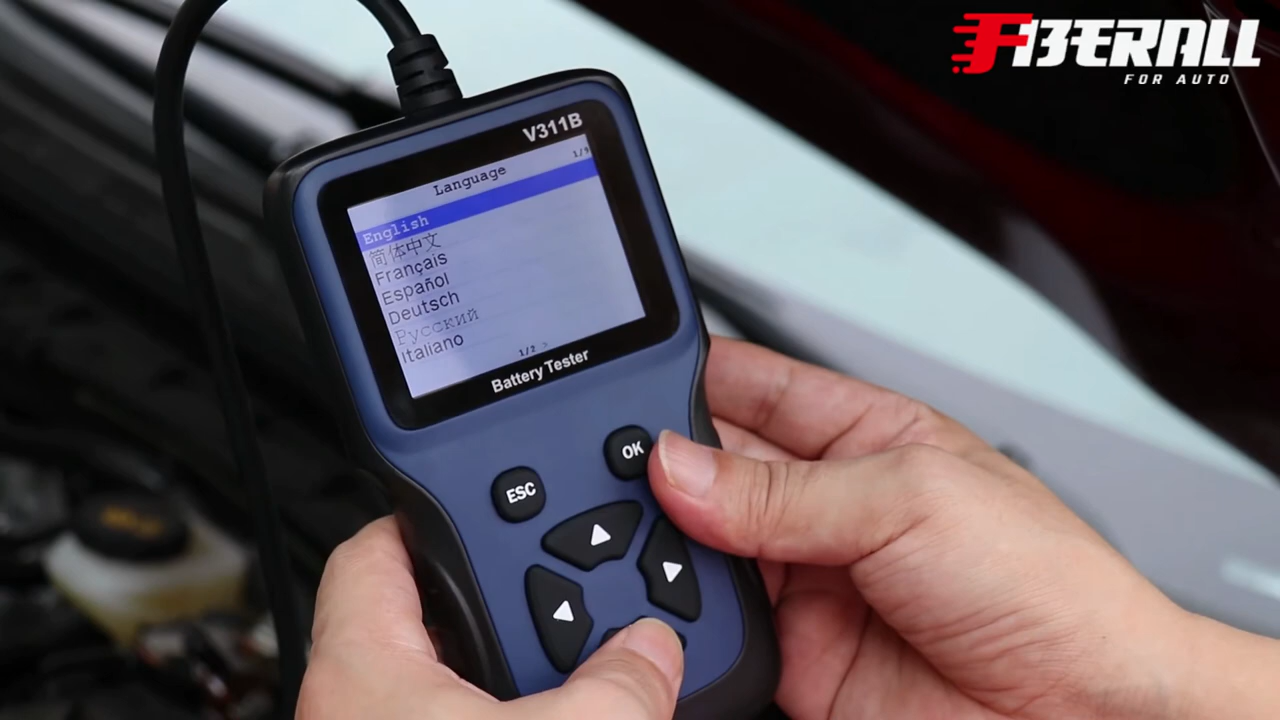 FIBERALL
FOR AUTO
V311B
1/9
Language
English
简体中文
Français
Español
Deutsch
Русский
Italiano
1/2 >
Battery Tester
OK
ESC